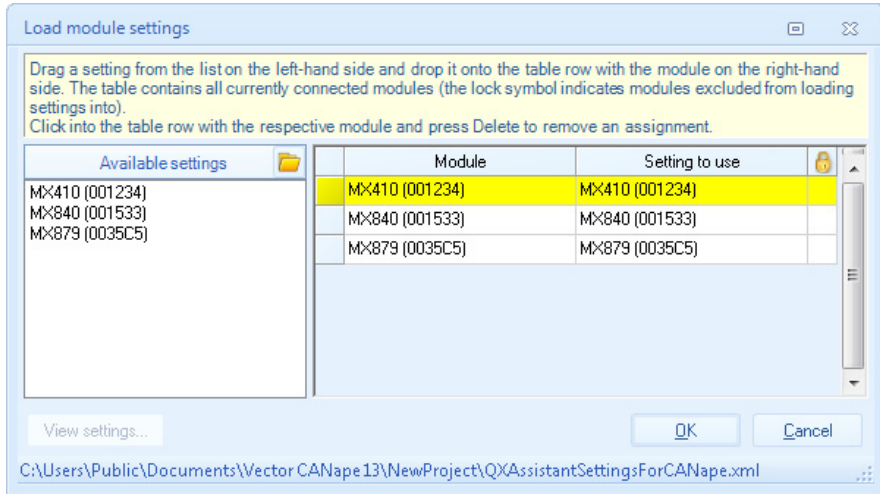 Load module settings
Drag a setting from the list on the left-hand side and drop it onto the table row with the module on the right-hand
side. The table contains all currently connected modules (the lock symbol indicates modules excluded from loading
settings into).
Click into the table row with the respective module and press Delete to remove an assignment.
Available settings
MX410 (001234)
MX840 (001533)
MX879 (0035C5)
Module Setting to use
MX410 (001234) MX410 (001234)
MX840 (001533) MX840 (001533)
MX879 (0035C5) MX879 (0035C5)
View settings... OK Cancel
C:\Users\Public\Documents\Vector CANape13\NewProject\QXAssistantSettingsForCANape.xml